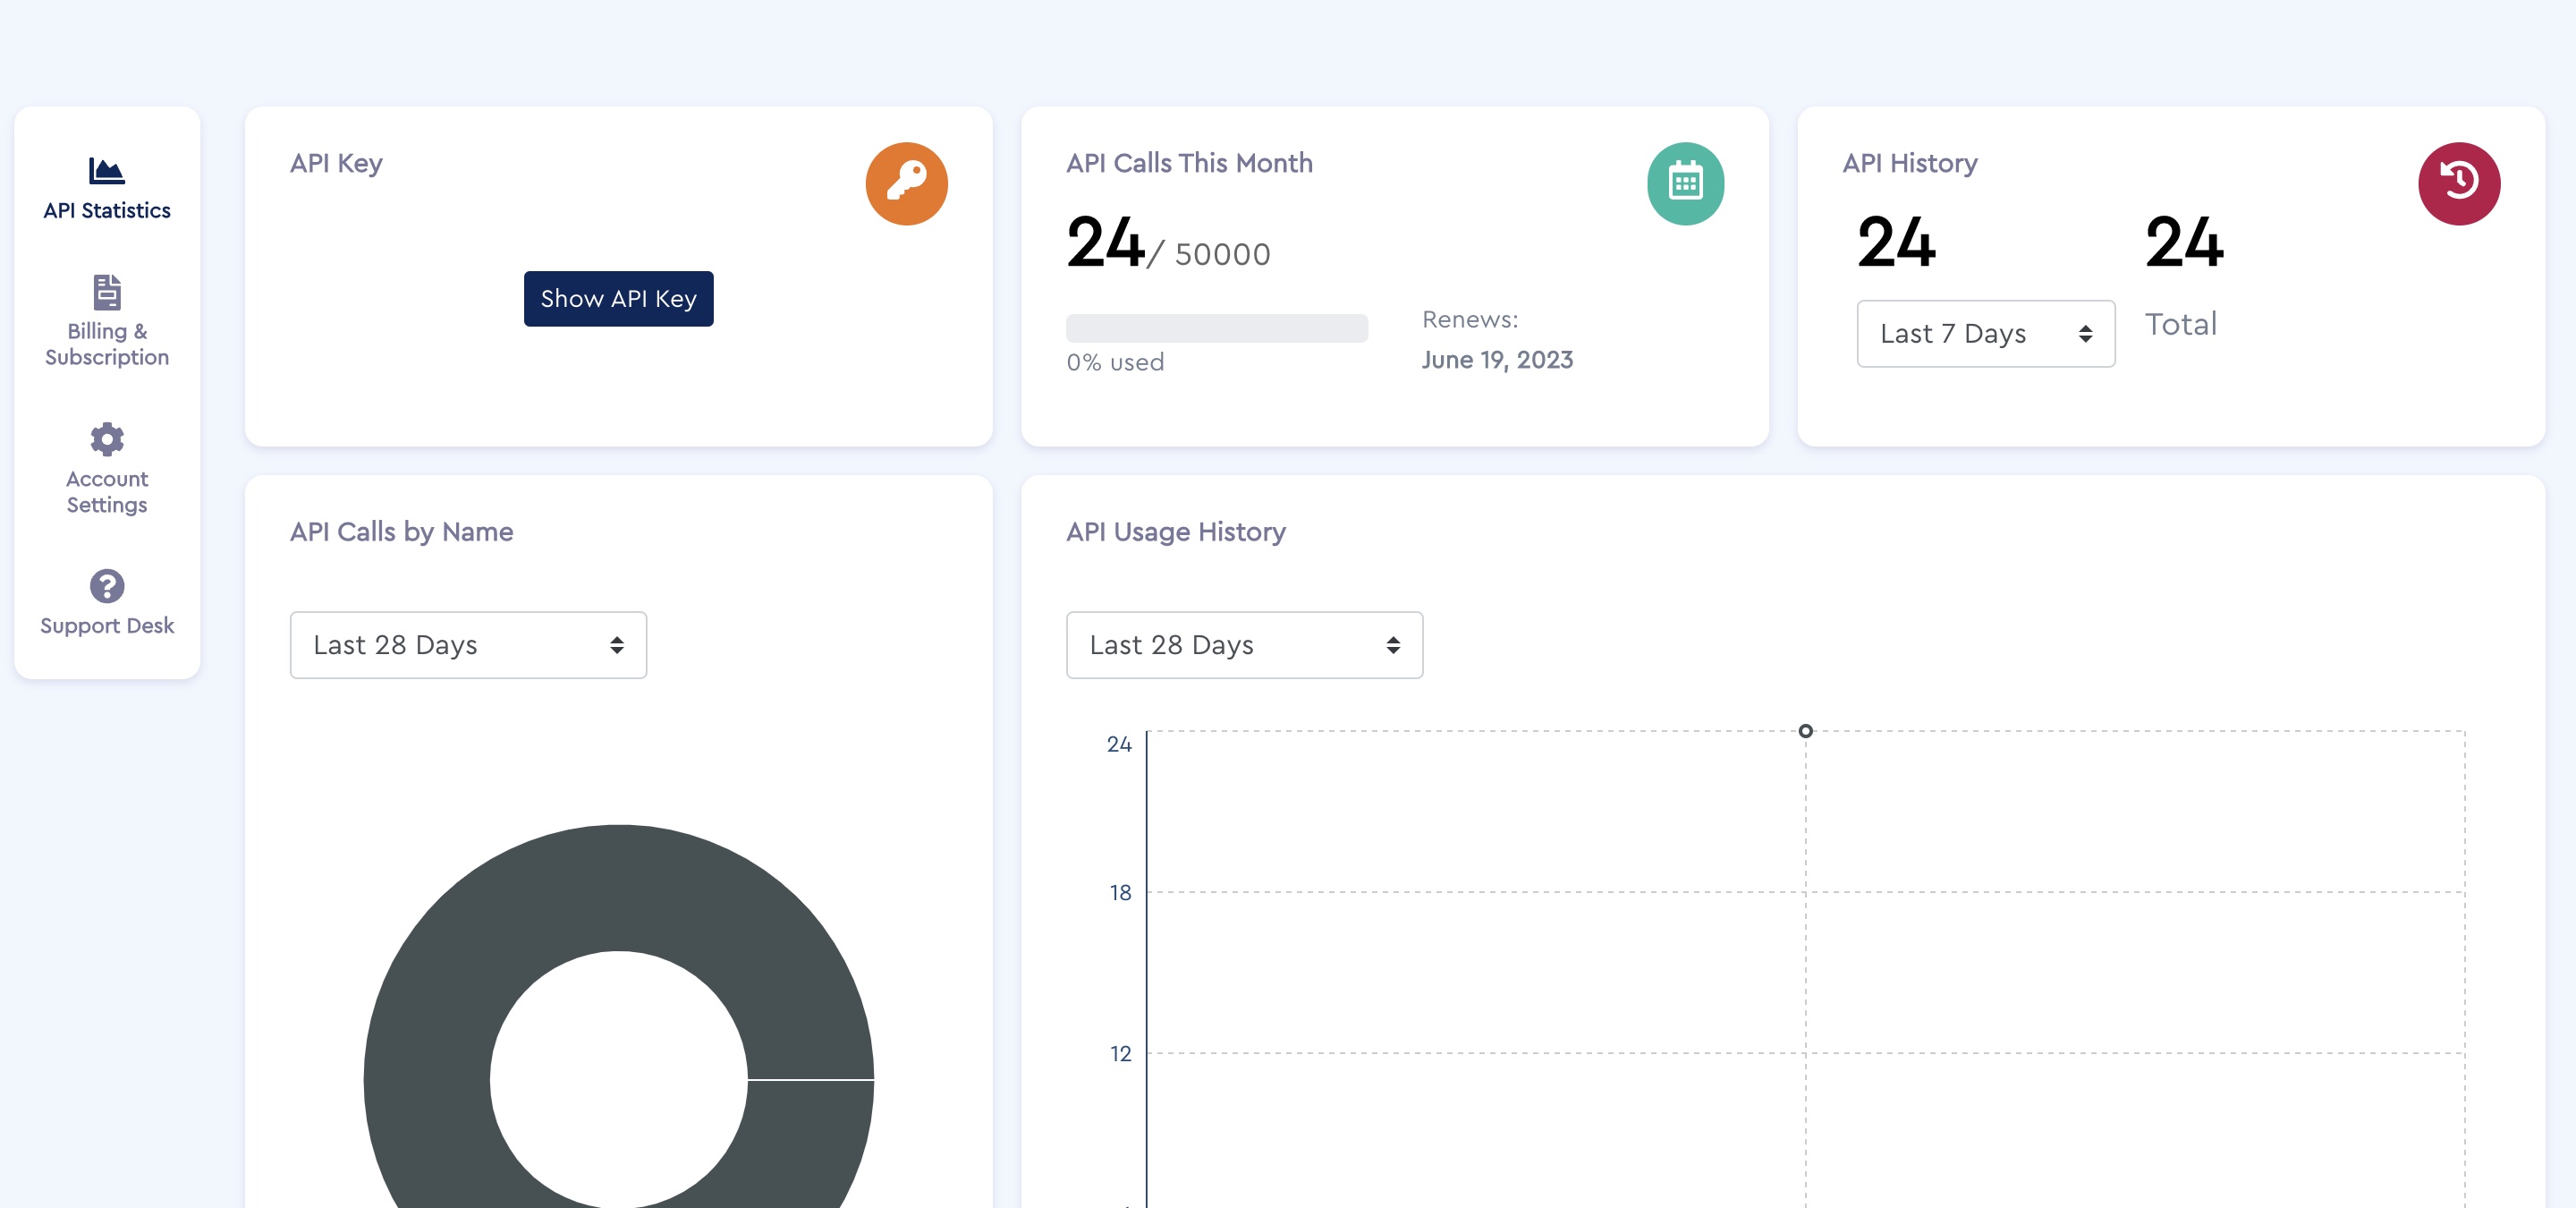 API Statistics
Billing &
Subscription
Account
Settings
Support Desk
API Key
Show API Key
API Calls This Month
24/ 50000
0% used
Renews:
June 19, 2023
API History
24
Last 7 Days
24
Total
API Calls by Name
Last 28 Days
API Usage History
Last 28 Days
24
18
12